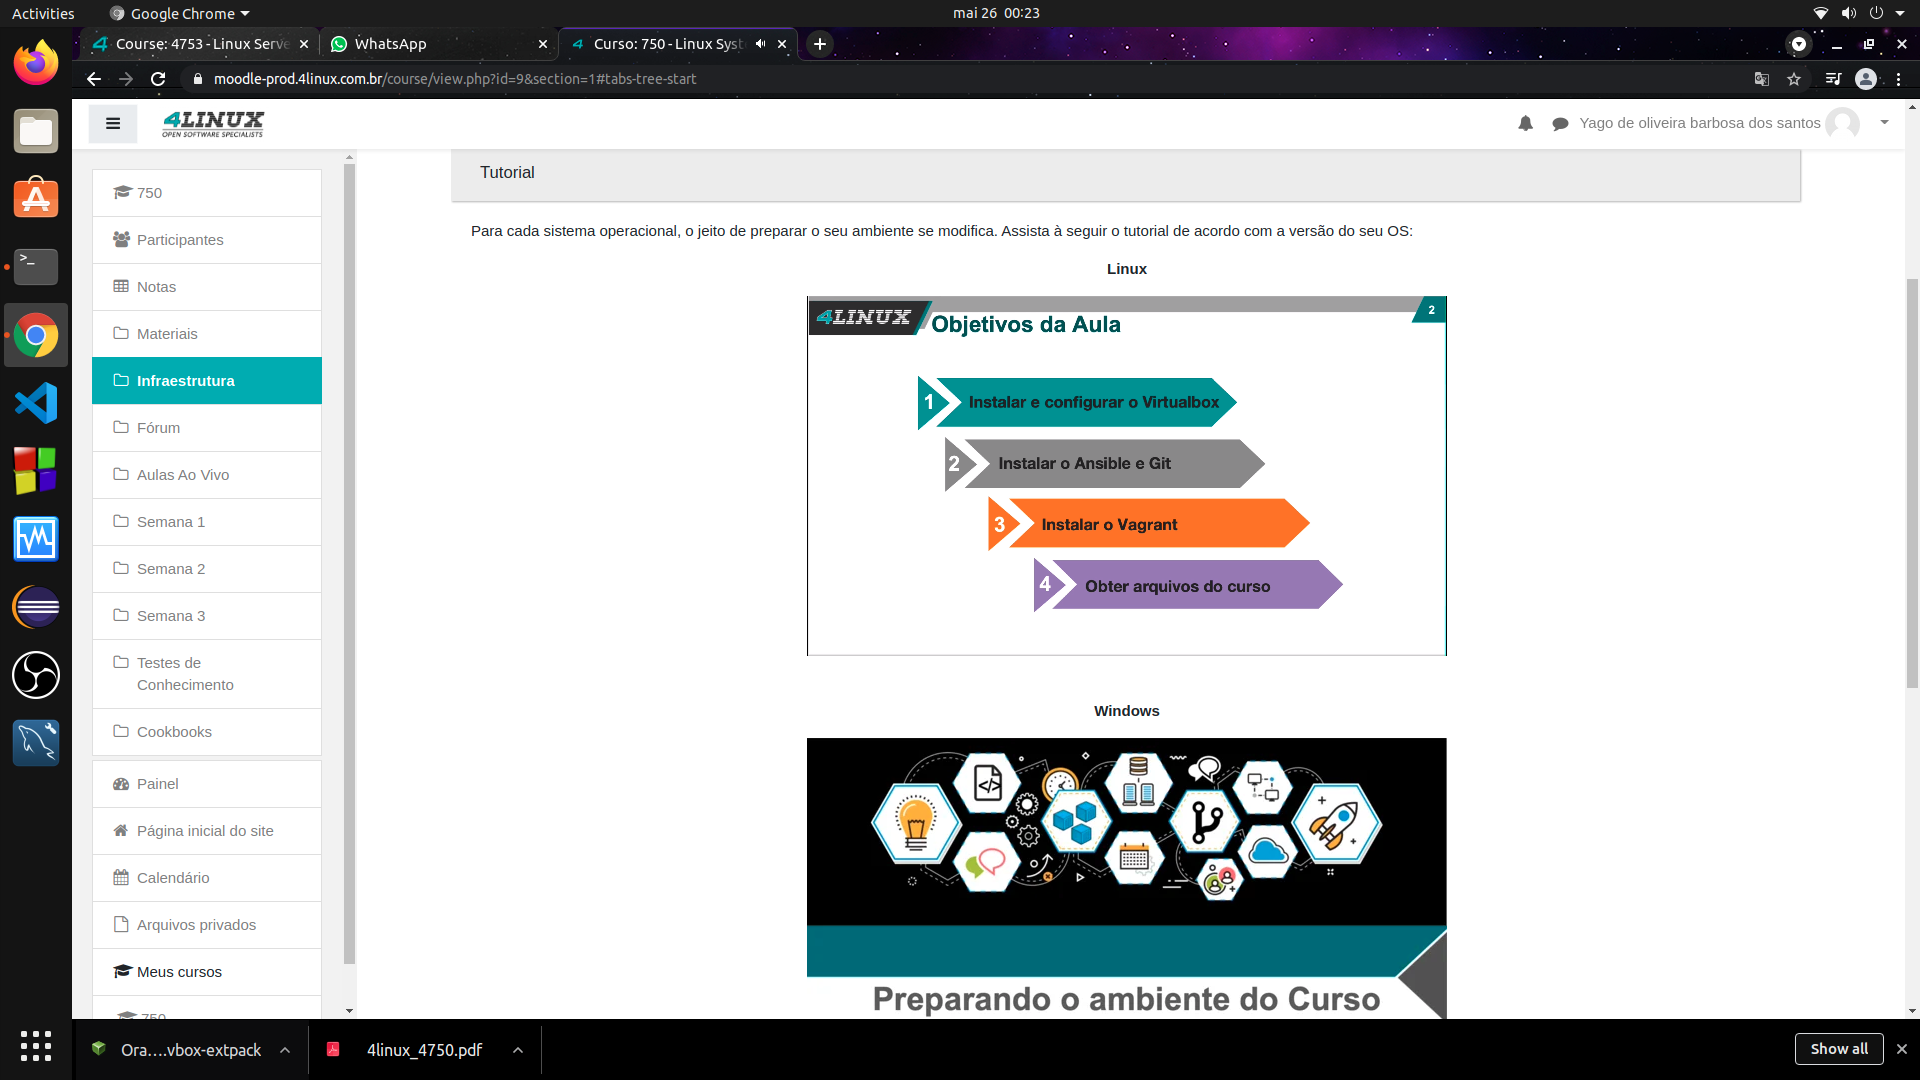 Activities
Google Chrome
mai 26 00:23
Course: 4753 - Linux Serve
WhatsApp
Curso: 750 - Linux Syst
moodle-prod.4linux.com.br/course/view.php?id=9&section=1#tabs-tree-start
4LINUX
OPEN SOFTWARE SPECIALISTS
Yago de oliveira barbosa dos santos
750
Participantes
Notas
Materiais
Infraestrutura
Fórum
Aulas Ao Vivo
Semana 1
Semana 2
Semana 3
Testes de
Conhecimento
Cookbooks
Painel
Página inicial do site
Calendário
Arquivos privados
Meus cursos
750
Tutorial
Para cada sistema operacional, o jeito de preparar o seu ambiente se modifica. Assista à seguir o tutorial de acordo com a versão do seu OS:
Linux
4LINUX
Objetivos da Aula
2
1 Instalar e configurar o Virtualbox
2 Instalar o Ansible e Git
3 Instalar o Vagrant
4 Obter arquivos do curso
Windows
Preparando o ambiente do Curso
Ora....vbox-extpack
4linux_4750.pdf
Show all